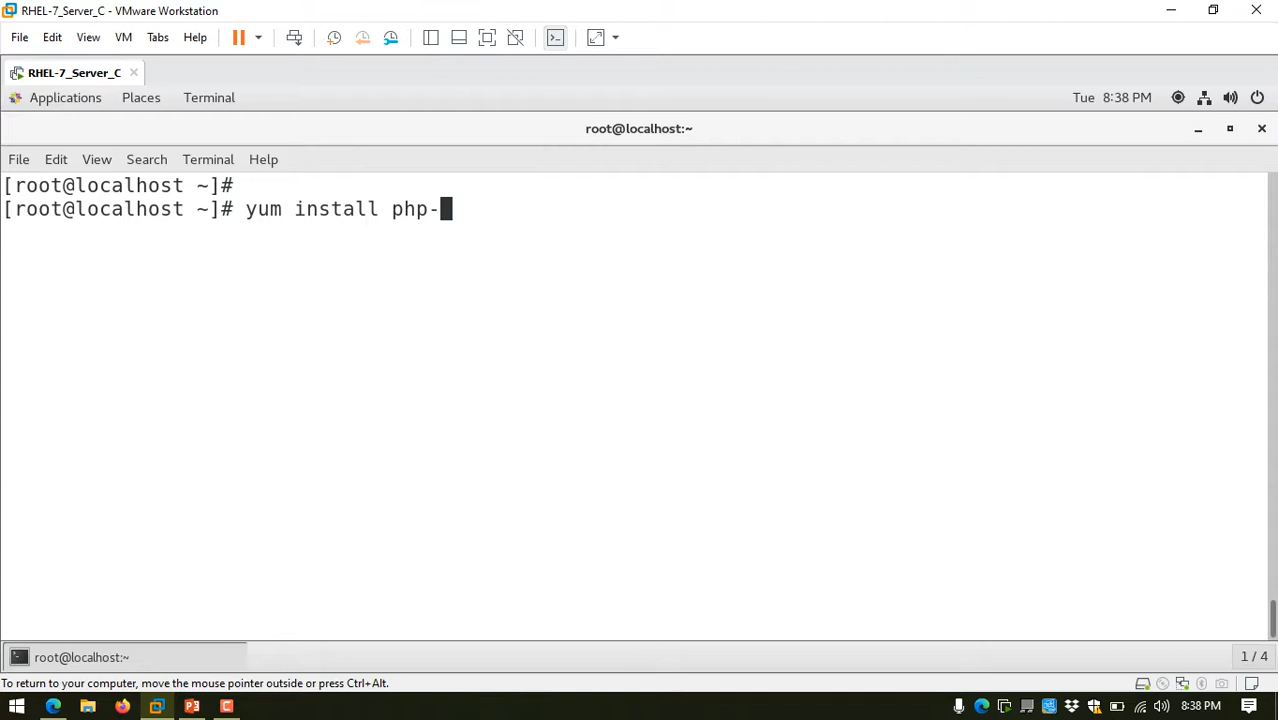 RHEL-7_Server_C - VMware Workstation
File Edit View VM Tabs Help
RHEL-7_Server_C
Applications Places Terminal Tue 8:38 PM
root@localhost:~
File Edit View Search Terminal Help
[root@localhost ~]#
[root@localhost ~]# yum install php-
root@localhost:~ 1 / 4
To return to your computer, move the mouse pointer outside or press Ctrl+Alt.
8:38 PM